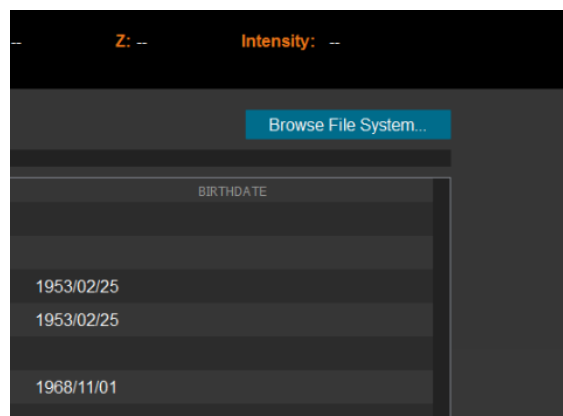 -- Z: -- Intensity: --
Browse File System...
BIRTHDATE
1953/02/25
1953/02/25
1968/11/01